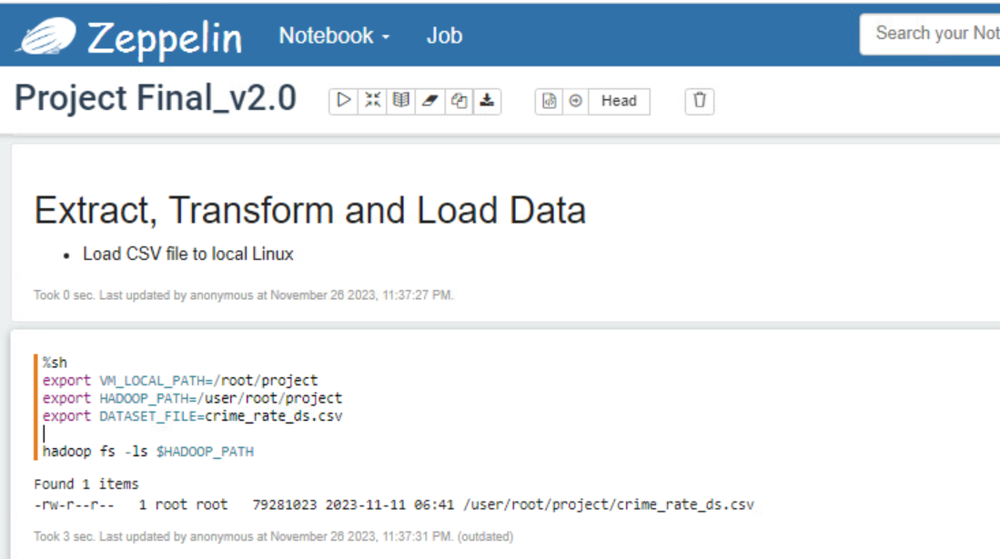 Zeppelin Notebook Job Search your Not
Project Final_v2.0 Head
Extract, Transform and Load Data
• Load CSV file to local Linux
Took 0 sec. Last updated by anonymous at November 26 2023, 11:37:27 PM.
%sh
export VM_LOCAL_PATH=/root/project
export HADOOP_PATH=/user/root/project
export DATASET_FILE=crime_rate_ds.csv
hadoop fs -ls $HADOOP_PATH
Found 1 items
-rw-r--r-- 1 root root 79281023 2023-11-11 06:41 /user/root/project/crime_rate_ds.csv
Took 3 sec. Last updated by anonymous at November 26 2023, 11:37:31 PM. (outdated)